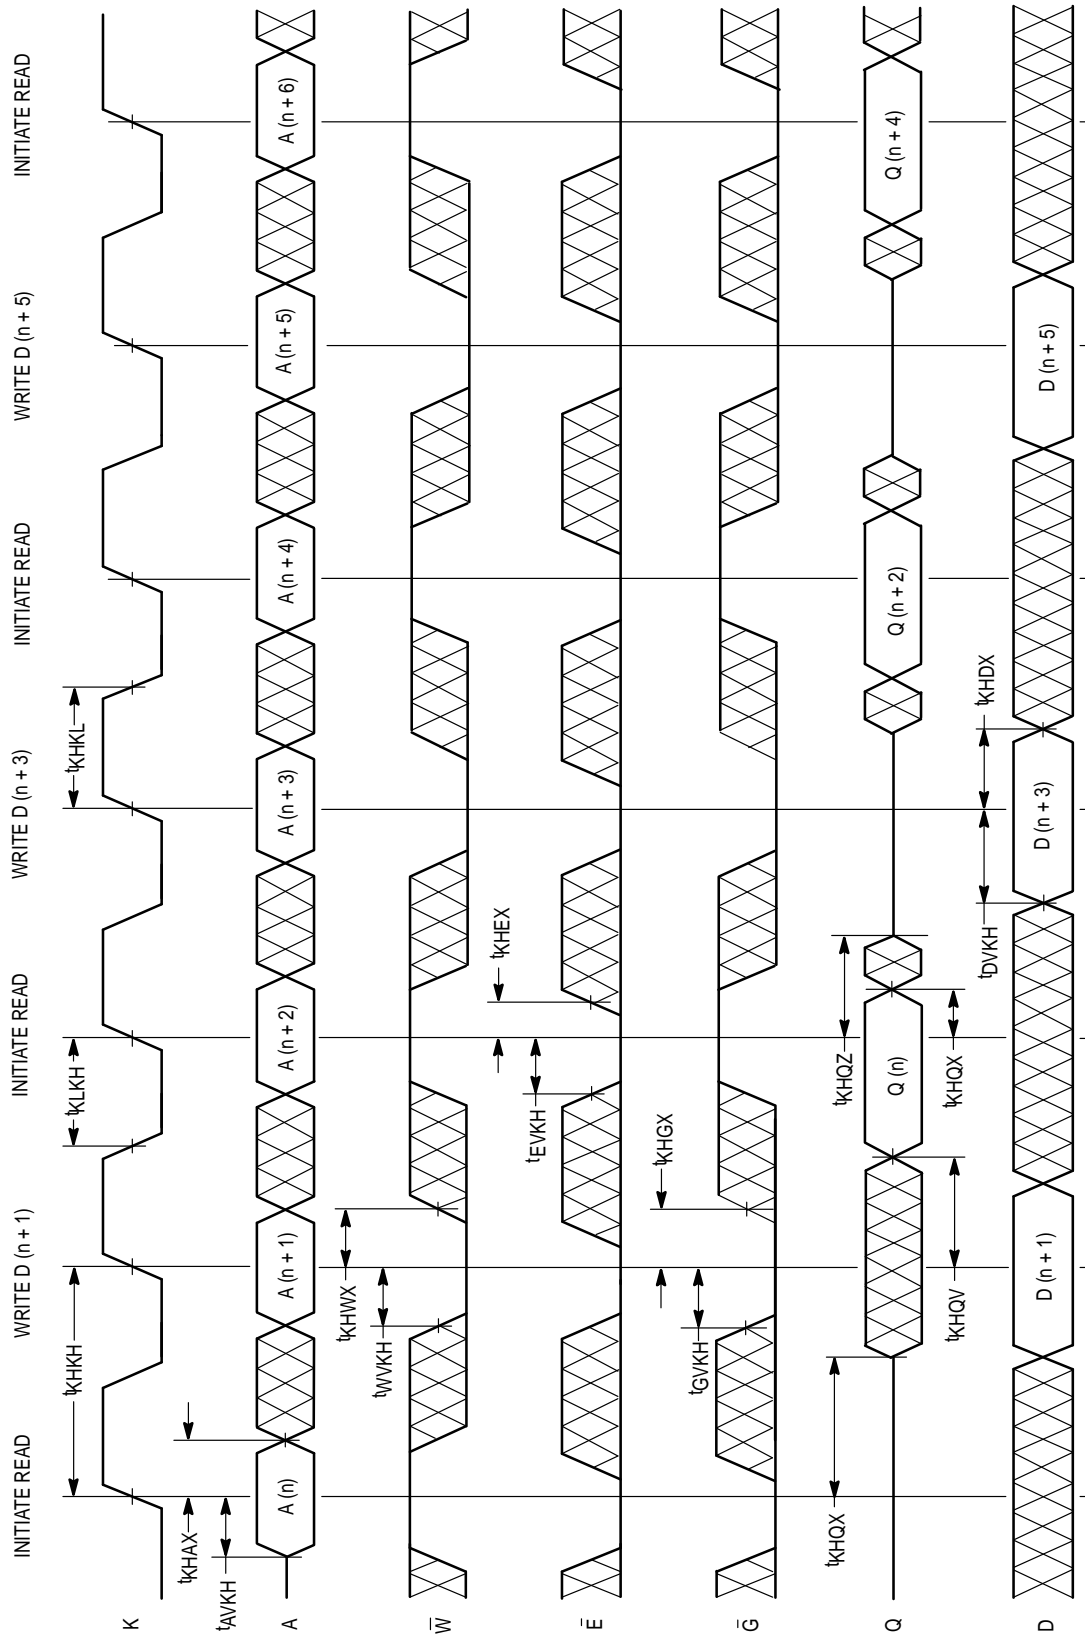 INITIATE READ
WRITE D (n + 1)
INITIATE READ
WRITE D (n + 3)
INITIATE READ
WRITE D (n + 5)
INITIATE READ
tKHKH
tKLKH
tKHKL
K
tKHAX
tAVKH
A
A (n)
A (n + 1)
A (n + 2)
A (n + 3)
A (n + 4)
A (n + 5)
A (n + 6)
tKHWX
tWVKH
W̅
tKHEX
tEVKH
E̅
tKHGX
tGVKH
G̅
tKHQX
tKHQV
tKHQZ
tKHQX
Q
Q (n)
Q (n + 2)
Q (n + 4)
tDVKH
tKHDX
D
D (n + 1)
D (n + 3)
D (n + 5)